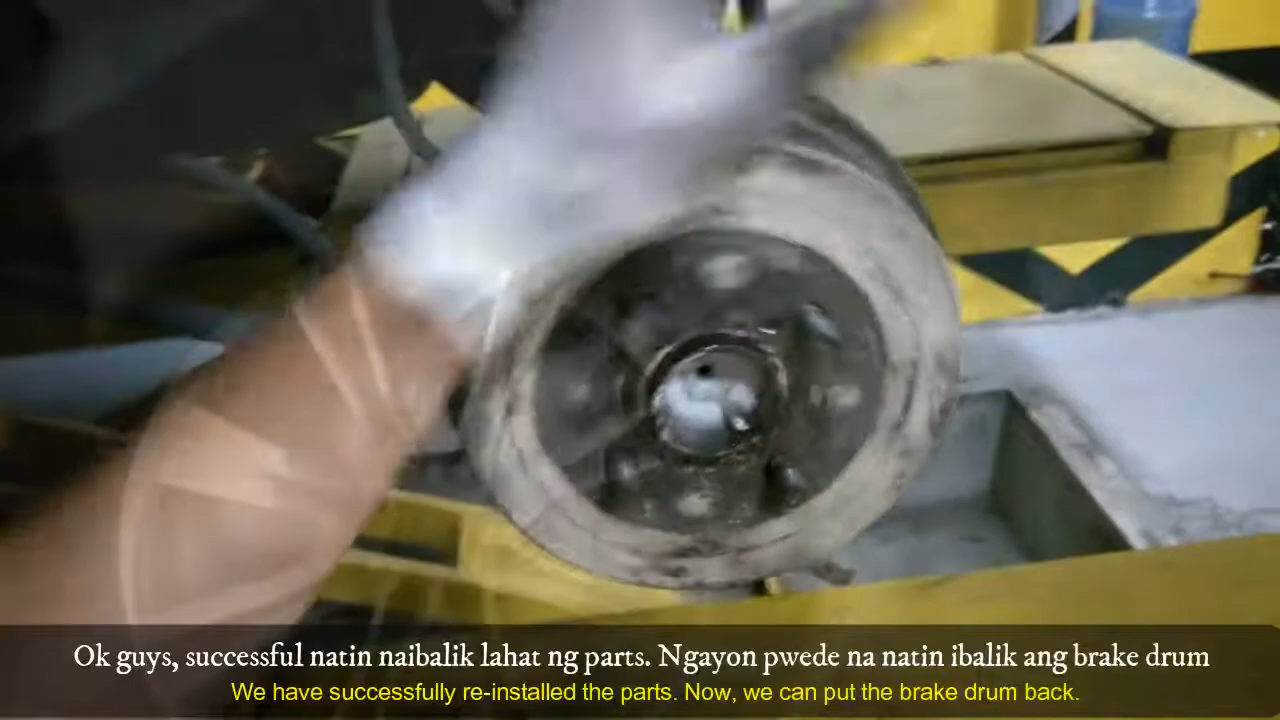 Ok guys, successful natin naibalik lahat ng parts. Ngayon pwede na natin ibalik ang brake drum
We have successfully re-installed the parts. Now, we can put the brake drum back.